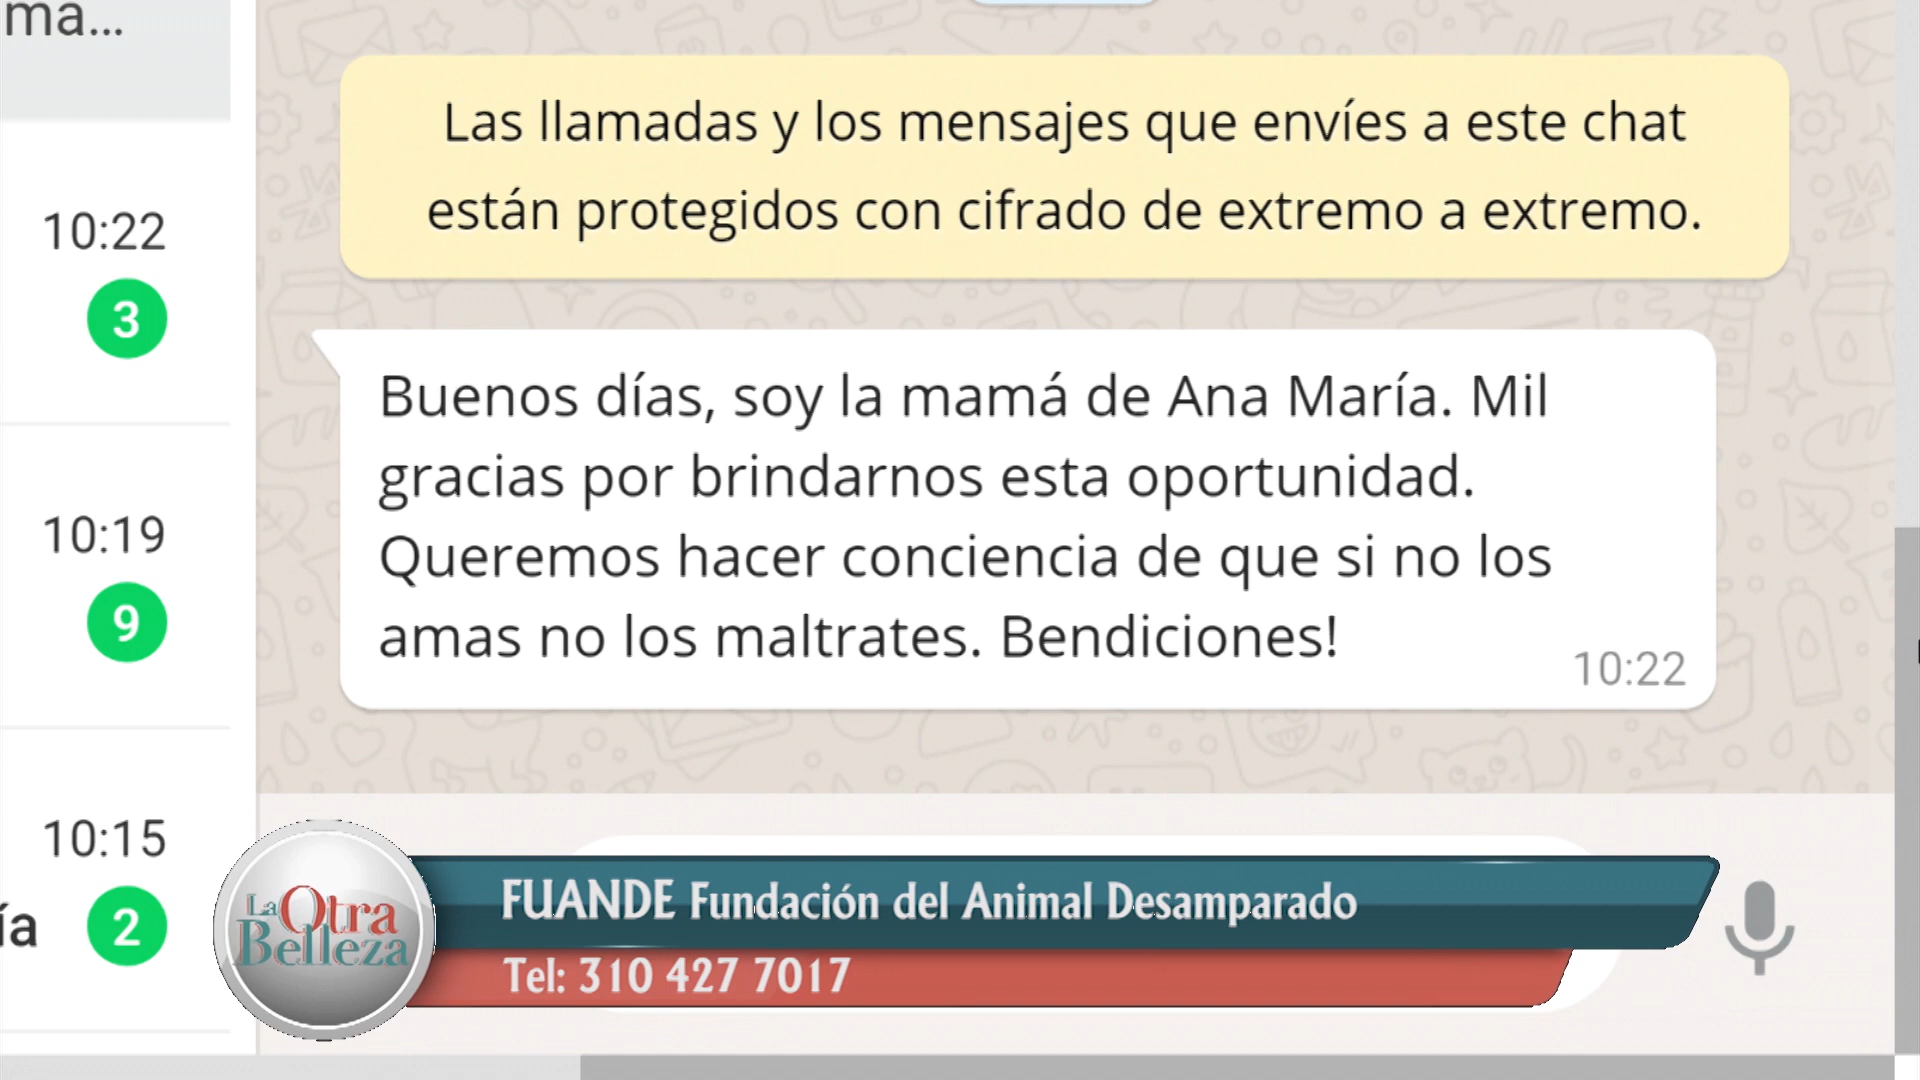 ma...
Las llamadas y los mensajes que envíes a este chat
están protegidos con cifrado de extremo a extremo.
10:22
3
Buenos días, soy la mamá de Ana María. Mil
gracias por brindarnos esta oportunidad.
Queremos hacer conciencia de que si no los
amas no los maltrates. Bendiciones!
10:22
10:19
9
10:15
ía
2
La Otra
Belleza
FUANDE Fundación del Animal Desamparado
Tel: 310 427 7017